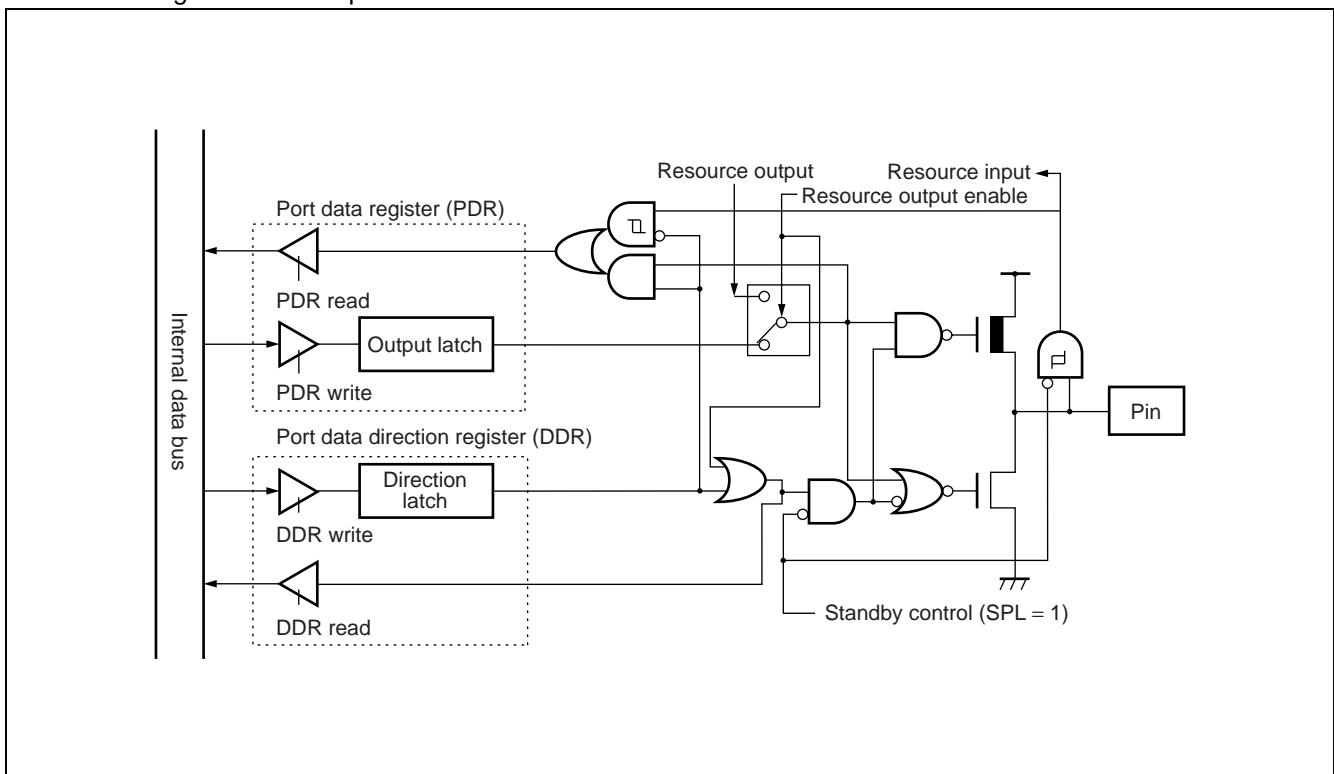 Resource output
Resource input
Resource output enable
Port data register (PDR)
PDR read
Output latch
PDR write
Internal data bus
Pin
Port data direction register (DDR)
Direction
latch
DDR write
DDR read
Standby control (SPL = 1)